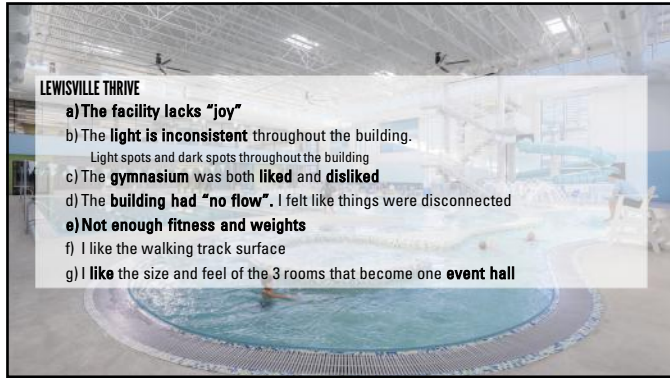 LEWISVILLE THRIVE
a) The facility lacks “joy”
b) The light is inconsistent throughout the building.
Light spots and dark spots throughout the building
c) The gymnasium was both liked and disliked
d) The building had “no flow”. I felt like things were disconnected
e) Not enough fitness and weights
f) I like the walking track surface
g) I like the size and feel of the 3 rooms that become one event hall